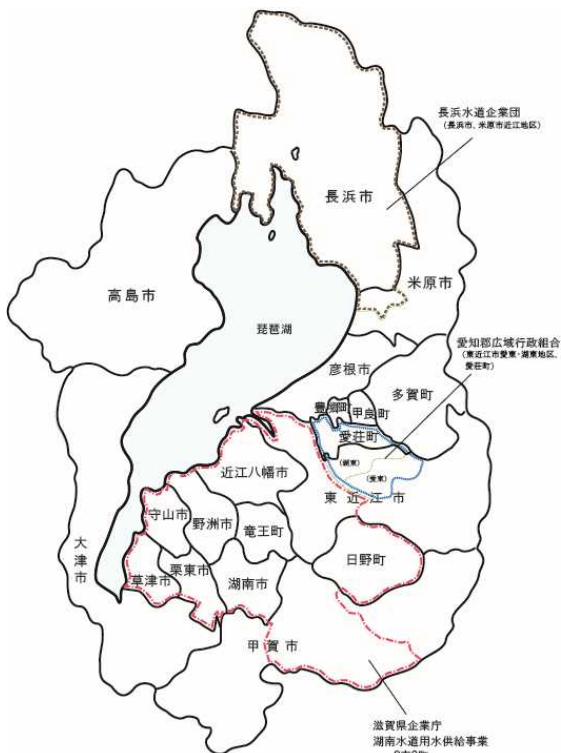 長浜水道企業団
(長浜市、米原市近江地区)
長浜市
米原市
高島市
琵琶湖
愛知郡広域行政組合
(東近江市愛東・湖東地区、
愛荘町)
彦根市
多賀町
豊郷町
甲良町
愛荘町
(湖東)
(愛東)
近江八幡市
東近江市
守山市
野洲市
竜王町
大津市
日野町
草津市
栗東市
湖南市
甲賀市
滋賀県企業庁
湖南水道用水供給事業